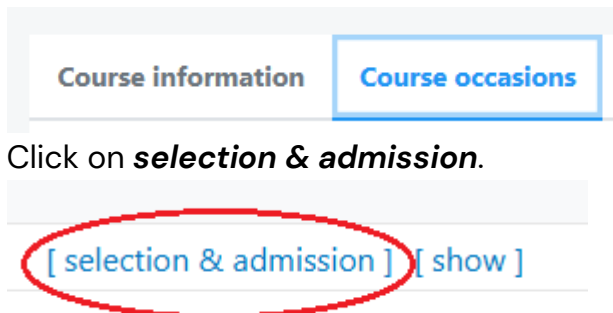 Course information Course occasions
Click on selection & admission.
[ selection & admission ] [ show ]